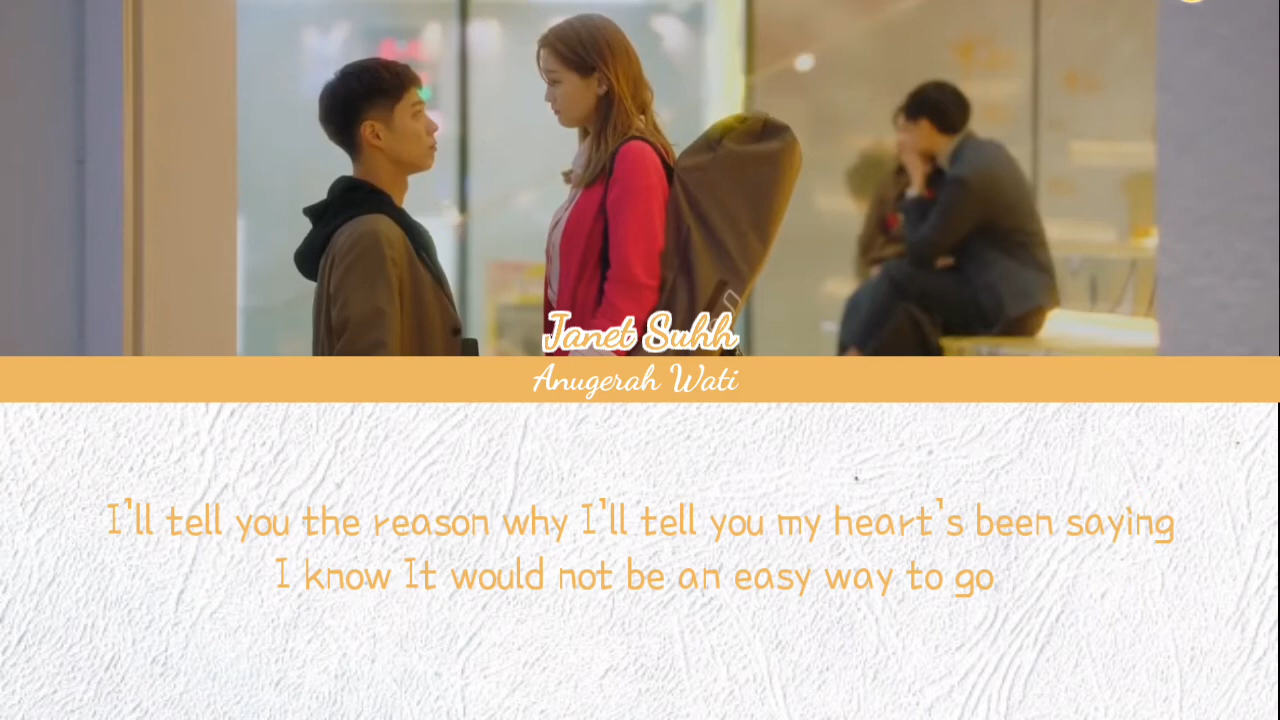 Janet Suhh
Anugerah Wati
I'll tell you the reason why I'll tell you my heart's been saying
I know It would not be an easy way to go